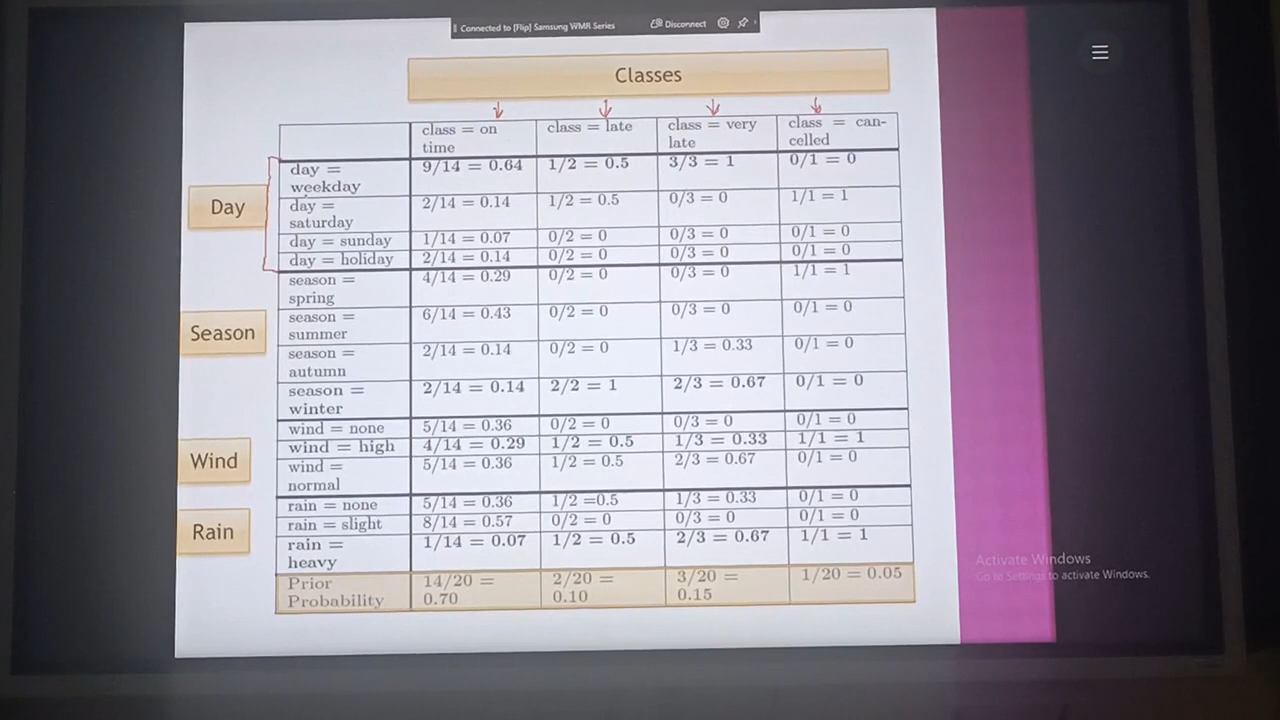 Connected to [Flip] Samsung WMR Series
Disconnect
Classes
class = on time
class = late
class = very late
class = can-celled
Day
day = weekday
9/14 = 0.64
1/2 = 0.5
3/3 = 1
0/1 = 0
day = saturday
2/14 = 0.14
1/2 = 0.5
0/3 = 0
1/1 = 1
day = sunday
1/14 = 0.07
0/2 = 0
0/3 = 0
0/1 = 0
day = holiday
2/14 = 0.14
0/2 = 0
0/3 = 0
0/1 = 0
Season
season = spring
4/14 = 0.29
0/2 = 0
0/3 = 0
1/1 = 1
season = summer
6/14 = 0.43
0/2 = 0
0/3 = 0
0/1 = 0
season = autumn
2/14 = 0.14
0/2 = 0
1/3 = 0.33
0/1 = 0
season = winter
2/14 = 0.14
2/2 = 1
2/3 = 0.67
0/1 = 0
Wind
wind = none
5/14 = 0.36
0/2 = 0
0/3 = 0
0/1 = 0
wind = high
4/14 = 0.29
1/2 = 0.5
1/3 = 0.33
1/1 = 1
wind = normal
5/14 = 0.36
1/2 = 0.5
2/3 = 0.67
0/1 = 0
Rain
rain = none
5/14 = 0.36
1/2 =0.5
1/3 = 0.33
0/1 = 0
rain = slight
8/14 = 0.57
0/2 = 0
0/3 = 0
0/1 = 0
rain = heavy
1/14 = 0.07
1/2 = 0.5
2/3 = 0.67
1/1 = 1
Prior Probability
14/20 = 0.70
2/20 = 0.10
3/20 = 0.15
1/20 = 0.05
Activate Windows
Go to Settings to activate Windows.